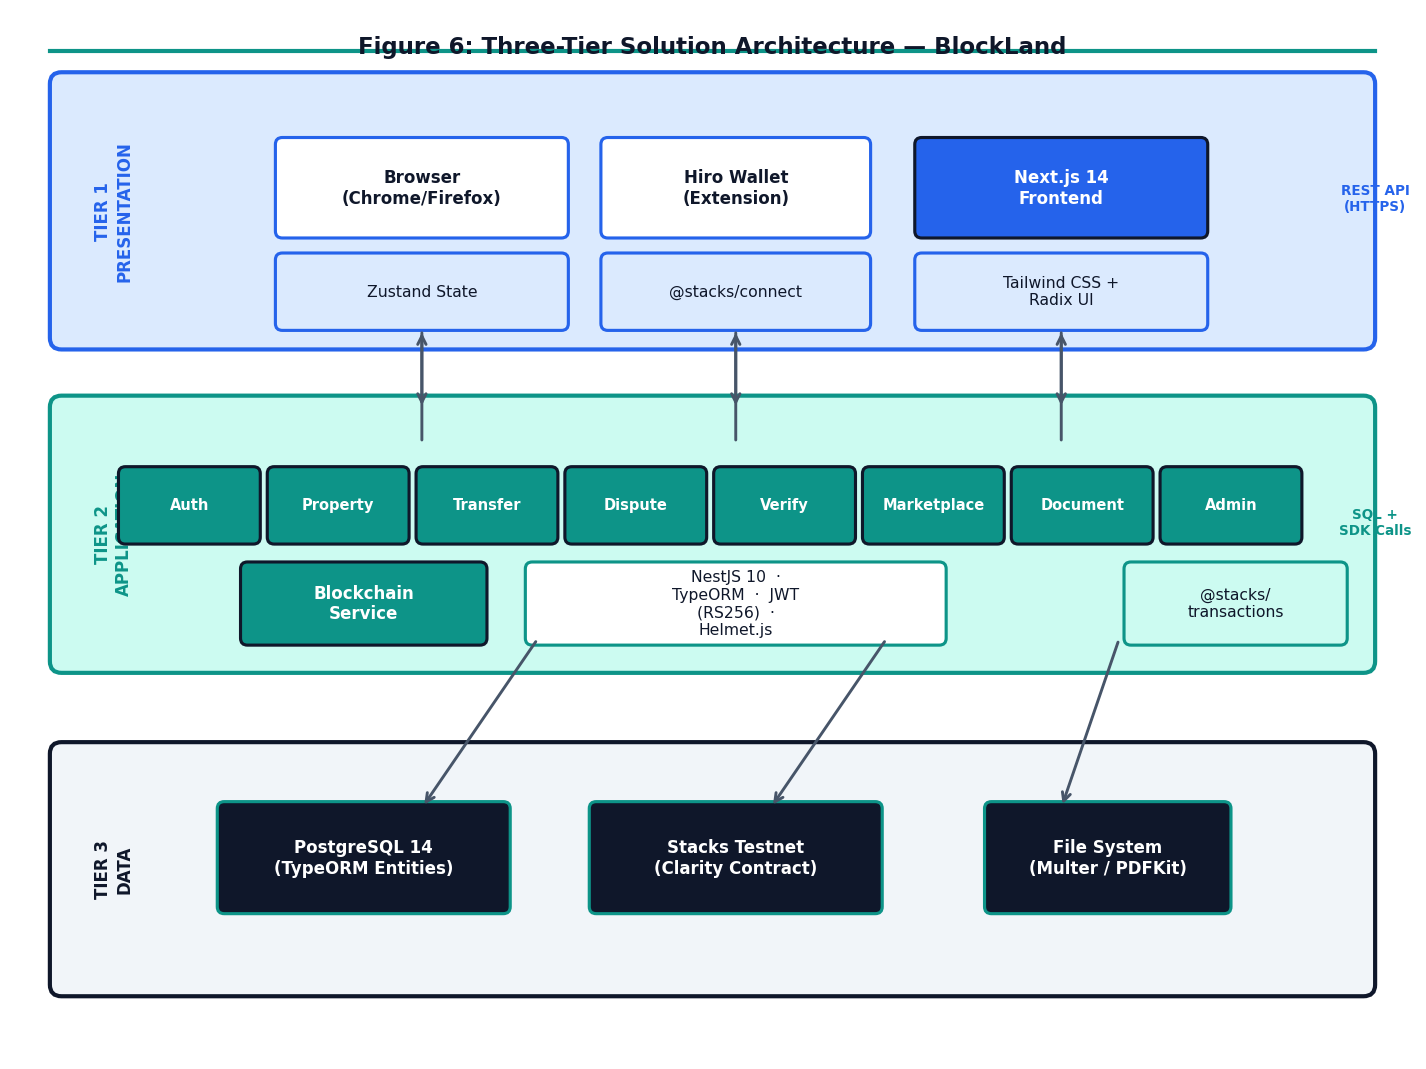 Figure 6: Three-Tier Solution Architecture — BlockLand
TIER 1
PRESENTATION
Browser
(Chrome/Firefox)
Hiro Wallet
(Extension)
Next.js 14
Frontend
REST API
(HTTPS)
Zustand State
@stacks/connect
Tailwind CSS +
Radix UI
TIER 2
APPLICATION
Auth
Property
Transfer
Dispute
Verify
Marketplace
Document
Admin
SQL +
SDK Calls
Blockchain
Service
NestJS 10  ·
TypeORM  ·  JWT
(RS256)  ·
Helmet.js
@stacks/
transactions
TIER 3
DATA
PostgreSQL 14
(TypeORM Entities)
Stacks Testnet
(Clarity Contract)
File System
(Multer / PDFKit)